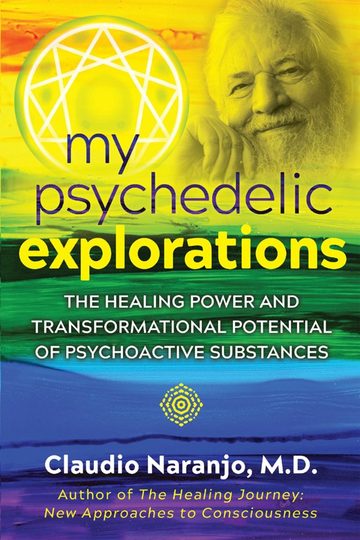 my
psychedelic
explorations
THE HEALING POWER AND
TRANSFORMATIONAL POTENTIAL
OF PSYCHOACTIVE SUBSTANCES
Claudio Naranjo, M.D.
Author of The Healing Journey:
New Approaches to Consciousness